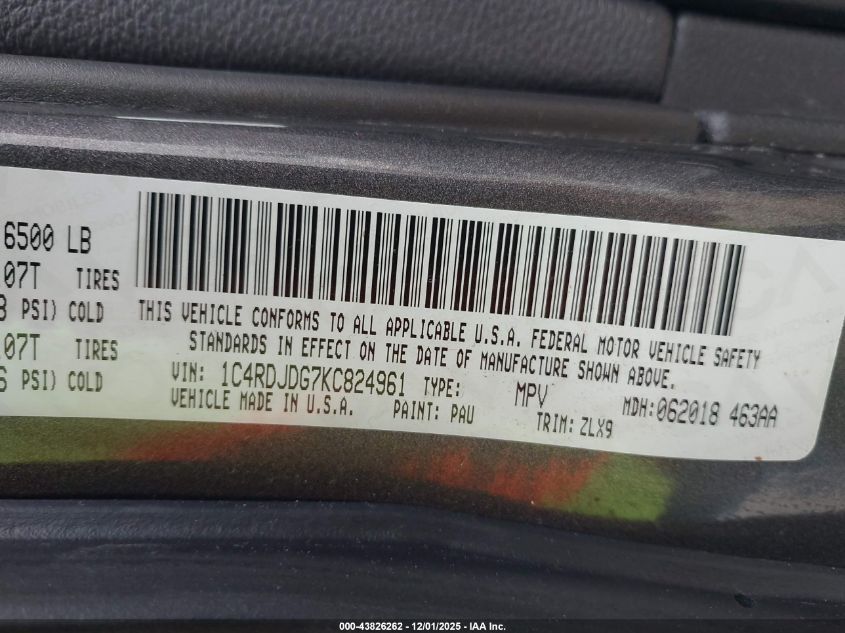 6500 LB
07T TIRES
PSI) COLD
07T TIRES
PSI) COLD
THIS VEHICLE CONFORMS TO ALL APPLICABLE U.S.A. FEDERAL MOTOR VEHICLE SAFETY
STANDARDS IN EFFECT ON THE DATE OF MANUFACTURE SHOWN ABOVE.
VIN: 1C4RDJDG7KC824961 TYPE: MPV MDH:062018 463AA
VEHICLE MADE IN U.S.A. PAINT: PAU TRIM: ZLX9
000-43826262 - 12/01/2025 - IAA Inc.